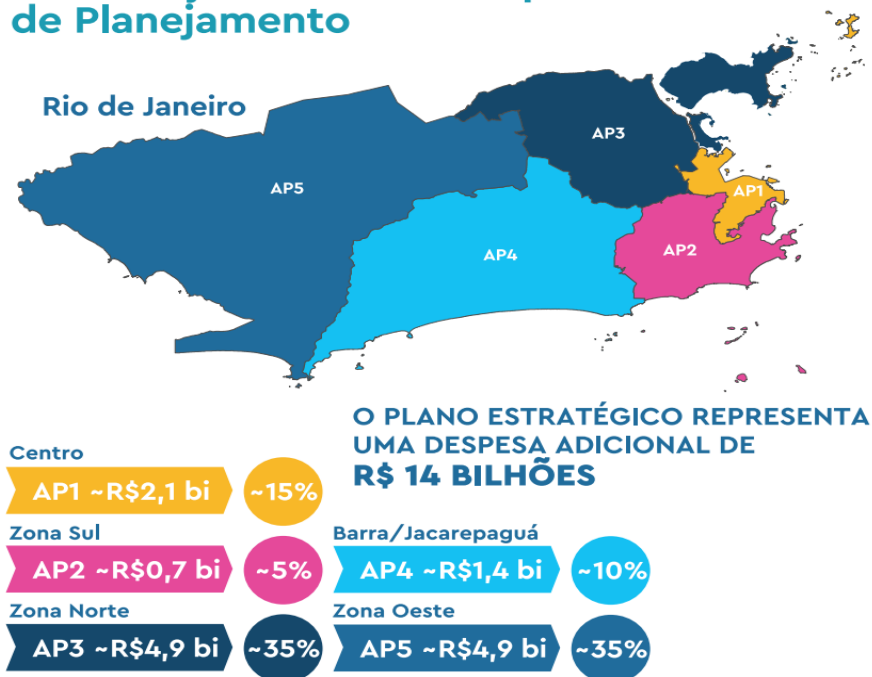 de Planejamento
Rio de Janeiro
AP3
AP1
AP5
AP2
AP4
O PLANO ESTRATÉGICO REPRESENTA
UMA DESPESA ADICIONAL DE
R$ 14 BILHÕES
Centro
AP1 ~R$2,1 bi ~15%
Zona Sul
AP2 ~R$0,7 bi ~5%
Barra/Jacarepaguá
AP4 ~R$1,4 bi ~10%
Zona Norte
AP3 ~R$4,9 bi ~35%
Zona Oeste
AP5 ~R$4,9 bi ~35%